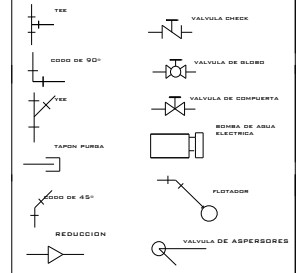 TEE
VALVULA CHECK
CODO DE 90º
VALVULA DE GLOBO
YEE
VALVULA DE COMPUERTA
BOMBA DE AGUA
ELECTRICA
TAPON PURGA
CODO DE 45º
FLOTADOR
REDUCCION
VALVULA DE ASPERSORES